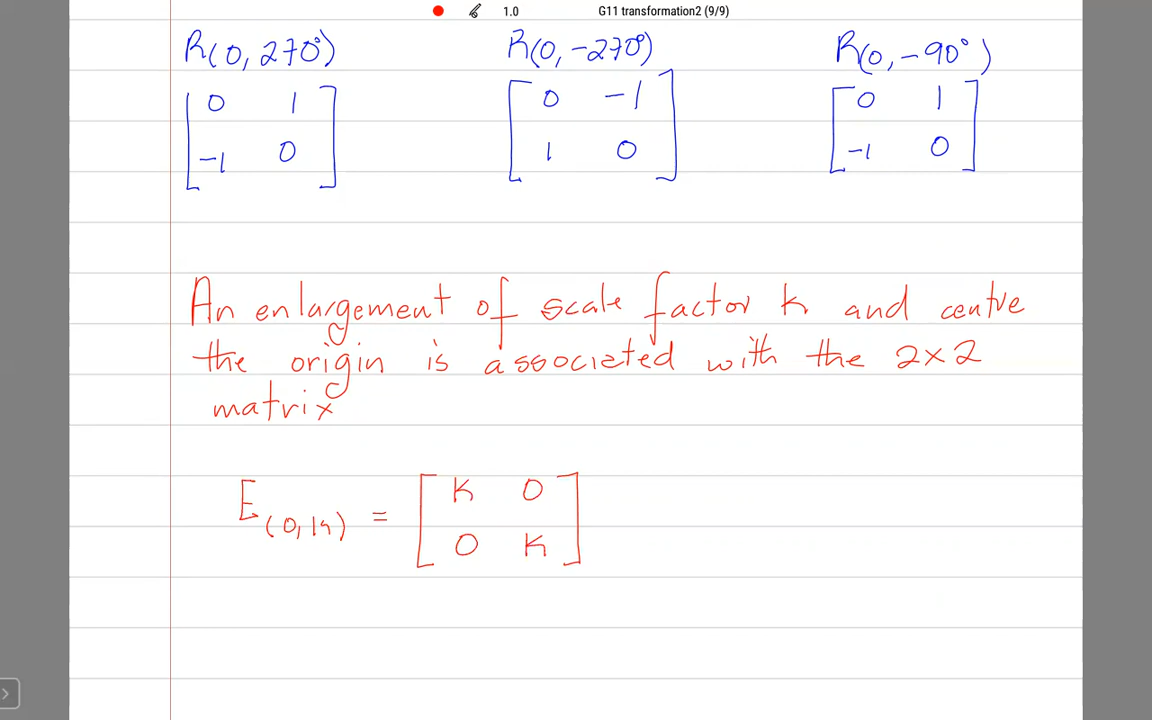 1.0 G11 transformation2 (9/9)
R(0, 270°) R(0, -270°) R(0, -90°)
[0 1 [0 -1 [0 1
-1 0] 1 0] -1 0]
An enlargement of scale factor k and centre
the origin is associated with the 2x2
matrix
E(0,k) = [K 0
0 K]